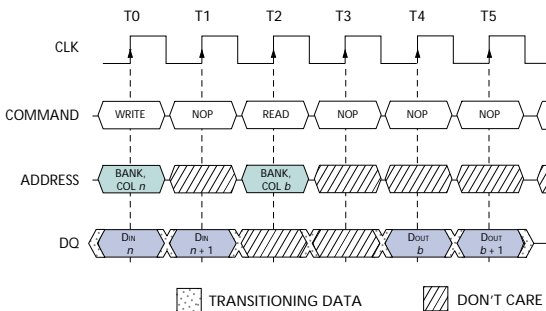 T0 T1 T2 T3 T4 T5
CLK
COMMAND WRITE NOP READ NOP NOP NOP
ADDRESS BANK, COL n BANK, COL b
DQ DIN n DIN n + 1 DOUT b DOUT b + 1
TRANSITIONING DATA DON'T CARE